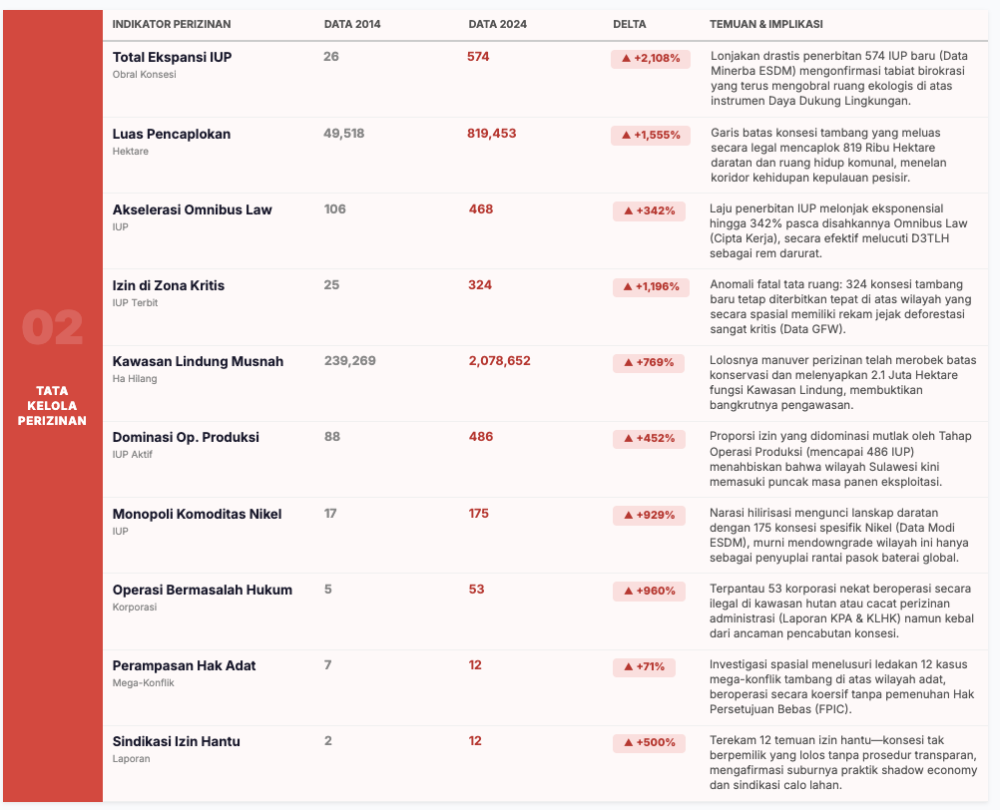 INDIKATOR PERIZINAN DATA 2014 DATA 2024 DELTA TEMUAN & IMPLIKASI
02
TATA
KELOLA
PERIZINAN
Total Ekspansi IUP
Obral Konsesi
26
574
▲ +2,108%
Lonjakan drastis penerbitan 574 IUP baru (Data
Minerba ESDM) mengonfirmasi tabiat birokrasi
yang terus mengobral ruang ekologis di atas
instrumen Daya Dukung Lingkungan.
Luas Pencaplokan
Hektare
49,518
819,453
▲ +1,555%
Garis batas konsesi tambang yang meluas
secara legal mencaplok 819 Ribu Hektare
daratan dan ruang hidup komunal, menelan
koridor kehidupan kepulauan pesisir.
Akselerasi Omnibus Law
IUP
106
468
▲ +342%
Laju penerbitan IUP melonjak eksponensial
hingga 342% pasca disahkannya Omnibus Law
(Cipta Kerja), secara efektif melucuti D3TLH
sebagai rem darurat.
Izin di Zona Kritis
IUP Terbit
25
324
▲ +1,196%
Anomali fatal tata ruang: 324 konsesi tambang
baru tetap diterbitkan tepat di atas wilayah yang
secara spasial memiliki rekam jejak deforestasi
sangat kritis (Data GFW).
Kawasan Lindung Musnah
Ha Hilang
239,269
2,078,652
▲ +769%
Lolosnya manuver perizinan telah merobek batas
konservasi dan melenyapkan 2.1 Juta Hektare
fungsi Kawasan Lindung, membuktikan
bangkrutnya pengawasan.
Dominasi Op. Produksi
IUP Aktif
88
486
▲ +452%
Proporsi izin yang didominasi mutlak oleh Tahap
Operasi Produksi (mencapai 486 IUP)
menahbiskan bahwa wilayah Sulawesi kini
memasuki puncak masa panen eksploitasi.
Monopoli Komoditas Nikel
IUP
17
175
▲ +929%
Narasi hilirisasi mengunci lanskap daratan
dengan 175 konsesi spesifik Nikel (Data Modi
ESDM), murni mendowngrade wilayah ini hanya
sebagai penyuplai rantai pasok baterai global.
Operasi Bermasalah Hukum
Korporasi
5
53
▲ +960%
Terpantau 53 korporasi nekat beroperasi secara
ilegal di kawasan hutan atau cacat perizinan
administrasi (Laporan KPA & KLHK) namun kebal
dari ancaman pencabutan konsesi.
Perampasan Hak Adat
Mega-Konflik
7
12
▲ +71%
Investigasi spasial menelusuri ledakan 12 kasus
mega-konflik tambang di atas wilayah adat,
beroperasi secara koersif tanpa pemenuhan Hak
Persetujuan Bebas (FPIC).
Sindikasi Izin Hantu
Laporan
2
12
▲ +500%
Terekam 12 temuan izin hantu—konsesi tak
berpemilik yang lolos tanpa prosedur transparan,
mengafirmasi suburnya praktik shadow economy
dan sindikasi calo lahan.